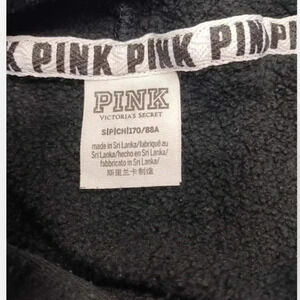 K PINK PINK PIN PINK
PINK
VICTORIA'S SECRET
S|P|CH|170/88A
made in Sri Lanka/fabriqué au
Sri Lanka/hecho en Sri Lanka/
fabbricato in Sri Lanka/
斯里兰卡制造